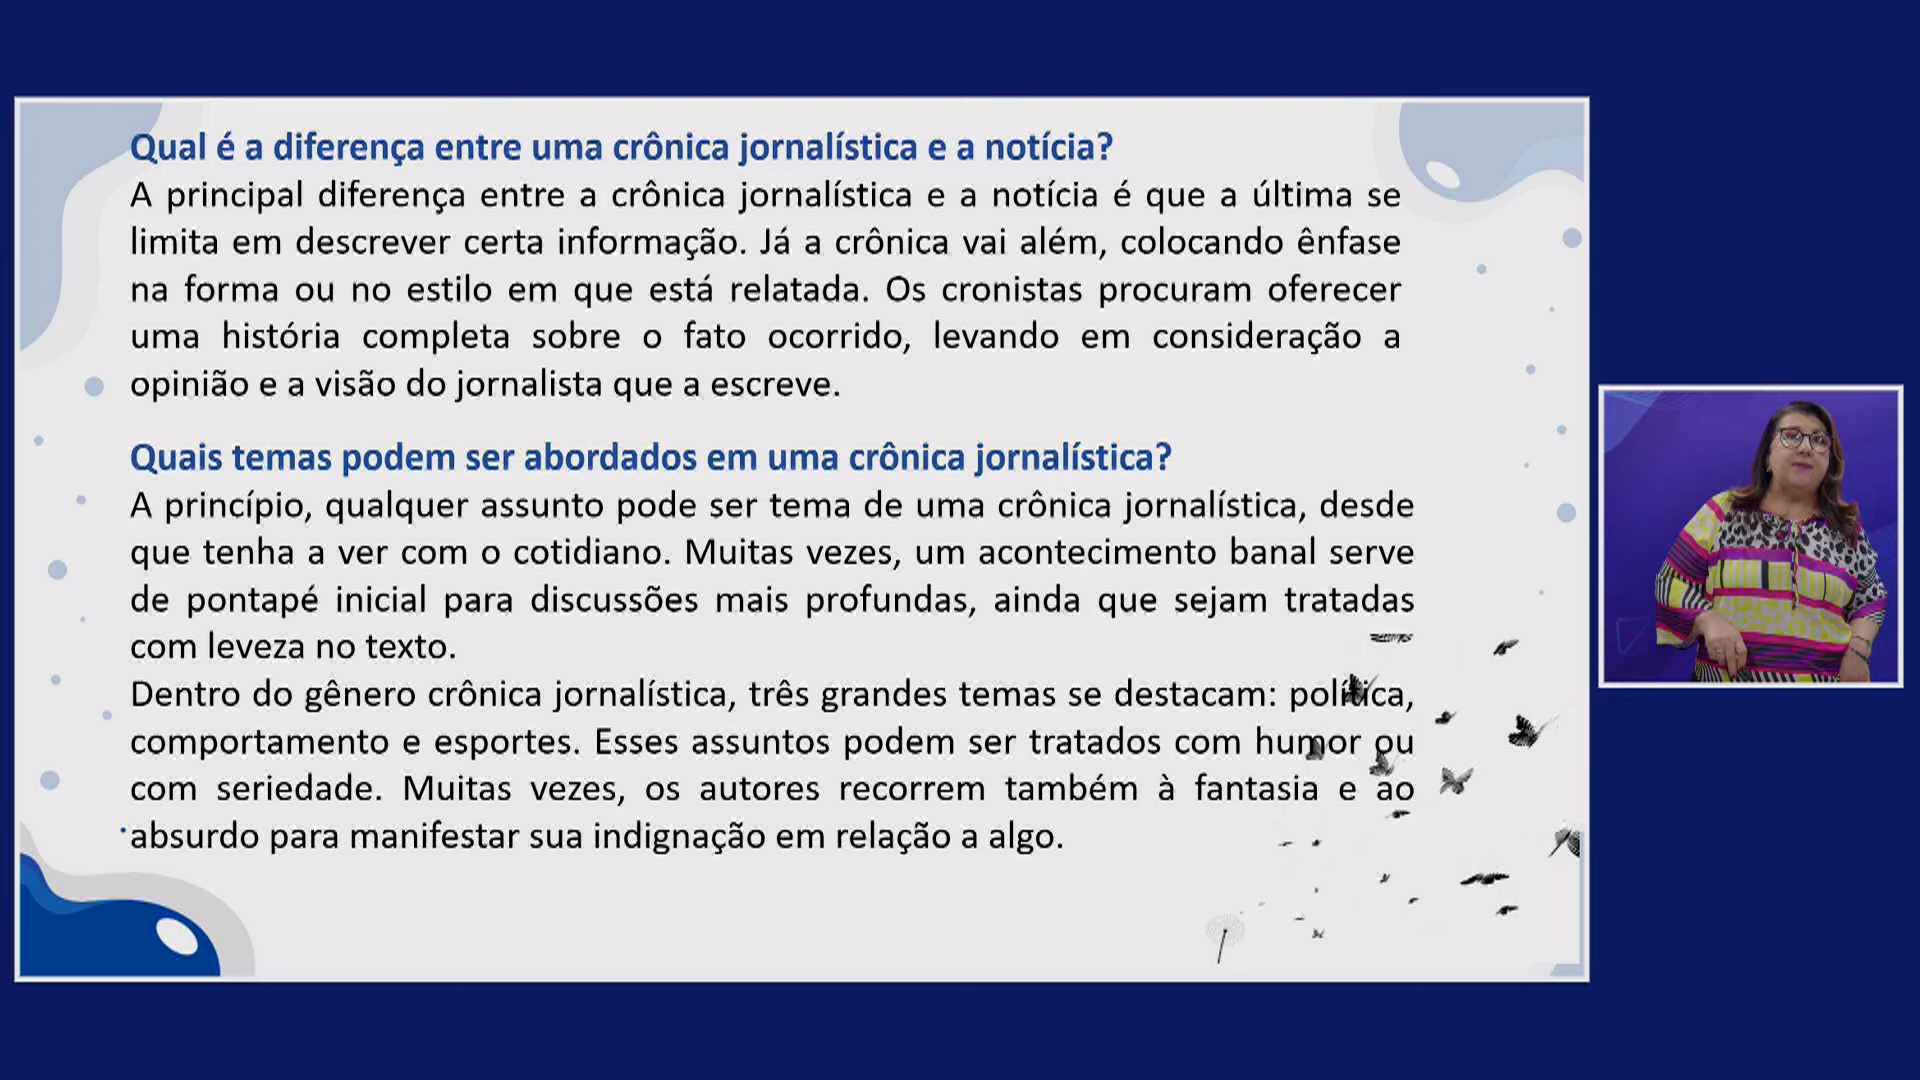 Qual é a diferença entre uma crônica jornalística e a notícia?
A principal diferença entre a crônica jornalística e a notícia é que a última se
limita em descrever certa informação. Já a crônica vai além, colocando ênfase
na forma ou no estilo em que está relatada. Os cronistas procuram oferecer
uma história completa sobre o fato ocorrido, levando em consideração a
opinião e a visão do jornalista que a escreve.
Quais temas podem ser abordados em uma crônica jornalística?
A princípio, qualquer assunto pode ser tema de uma crônica jornalística, desde
que tenha a ver com o cotidiano. Muitas vezes, um acontecimento banal serve
de pontapé inicial para discussões mais profundas, ainda que sejam tratadas
com leveza no texto.
Dentro do gênero crônica jornalística, três grandes temas se destacam: política,
comportamento e esportes. Esses assuntos podem ser tratados com humor ou
com seriedade. Muitas vezes, os autores recorrem também à fantasia e ao
absurdo para manifestar sua indignação em relação a algo.